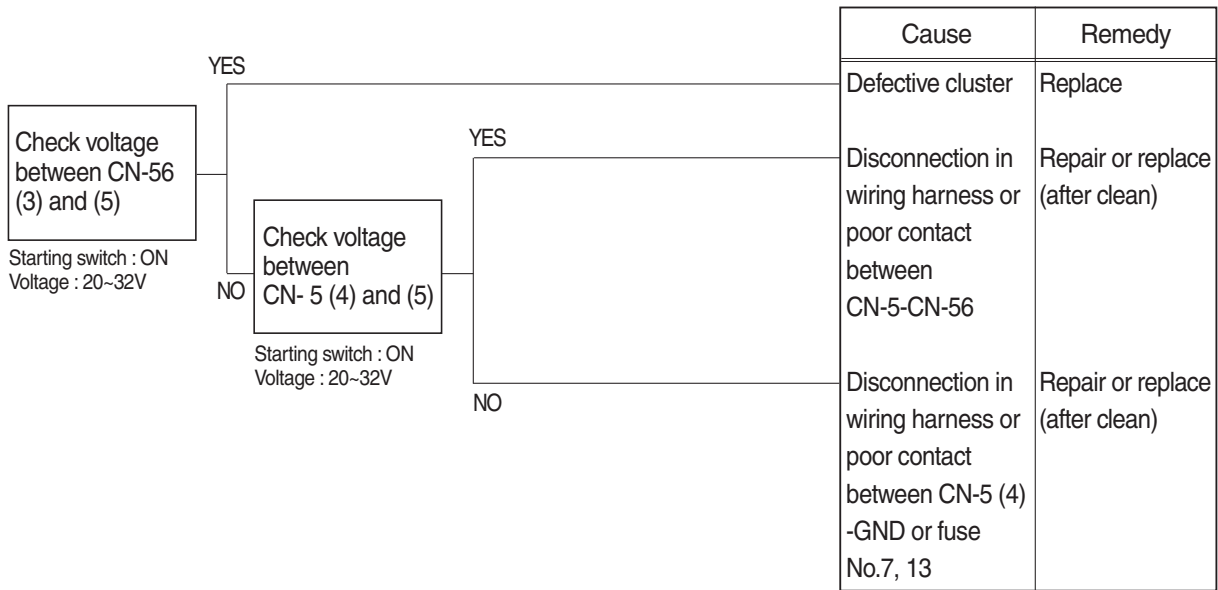 Cause
Remedy
YES
Defective cluster
Replace
Check voltage
between CN-56
(3) and (5)
Starting switch : ON
Voltage : 20~32V
NO
YES
Disconnection in
wiring harness or
poor contact
between
CN-5-CN-56
Repair or replace
(after clean)
Check voltage
between
CN- 5 (4) and (5)
Starting switch : ON
Voltage : 20~32V
NO
Disconnection in
wiring harness or
poor contact
between CN-5 (4)
-GND or fuse
No.7, 13
Repair or replace
(after clean)